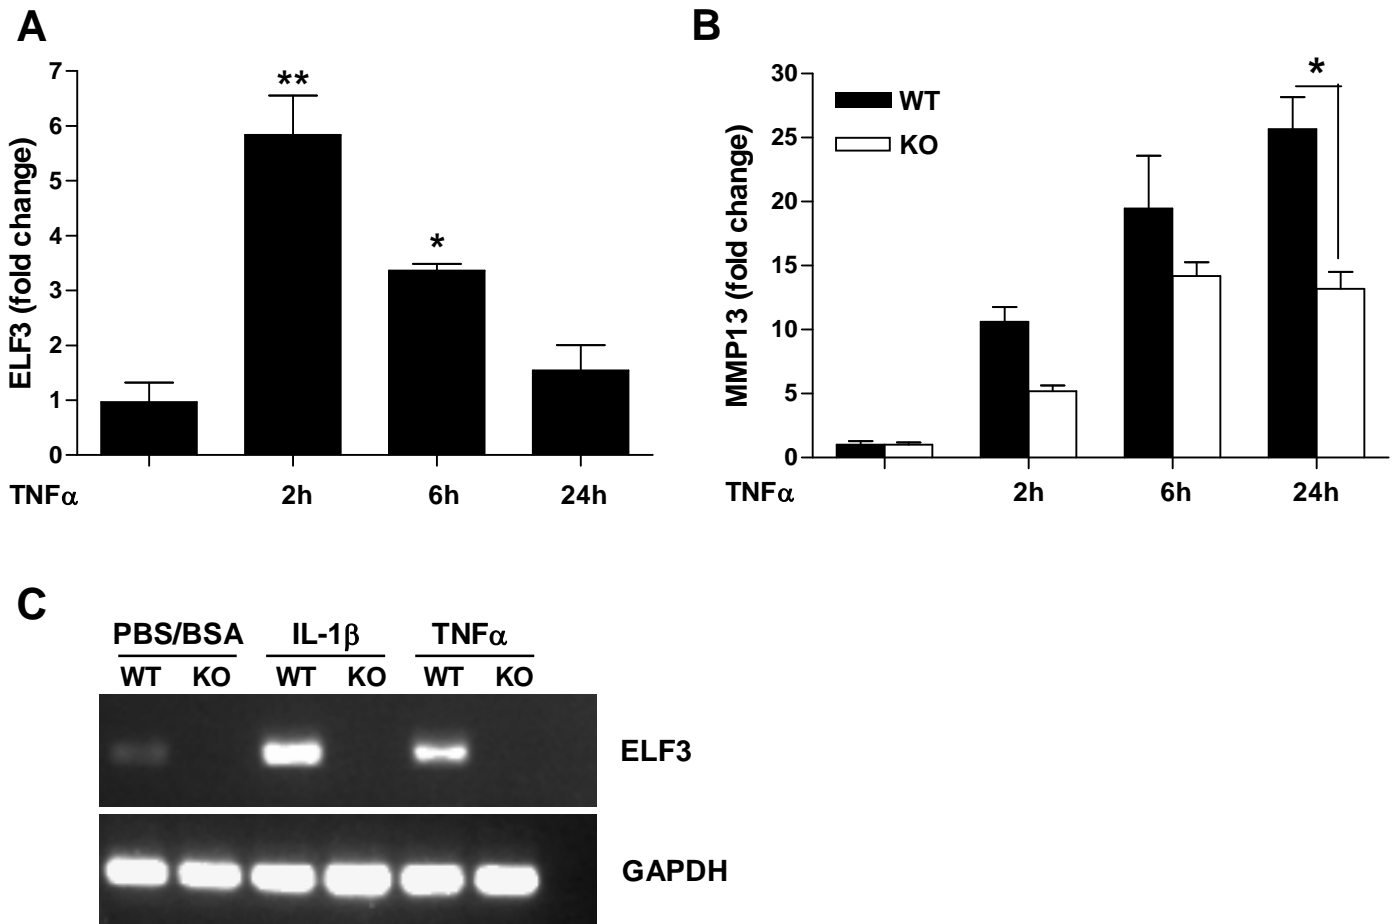 A
ELF3 (fold change)
7
6
5
4
3
2
1
0
**
*
TNFα 2h 6h 24h
B
MMP13 (fold change)
30
25
20
15
10
5
0
WT
KO
*
TNFα 2h 6h 24h
C
PBS/BSA IL-1β TNFα
WT KO WT KO WT KO
ELF3
GAPDH